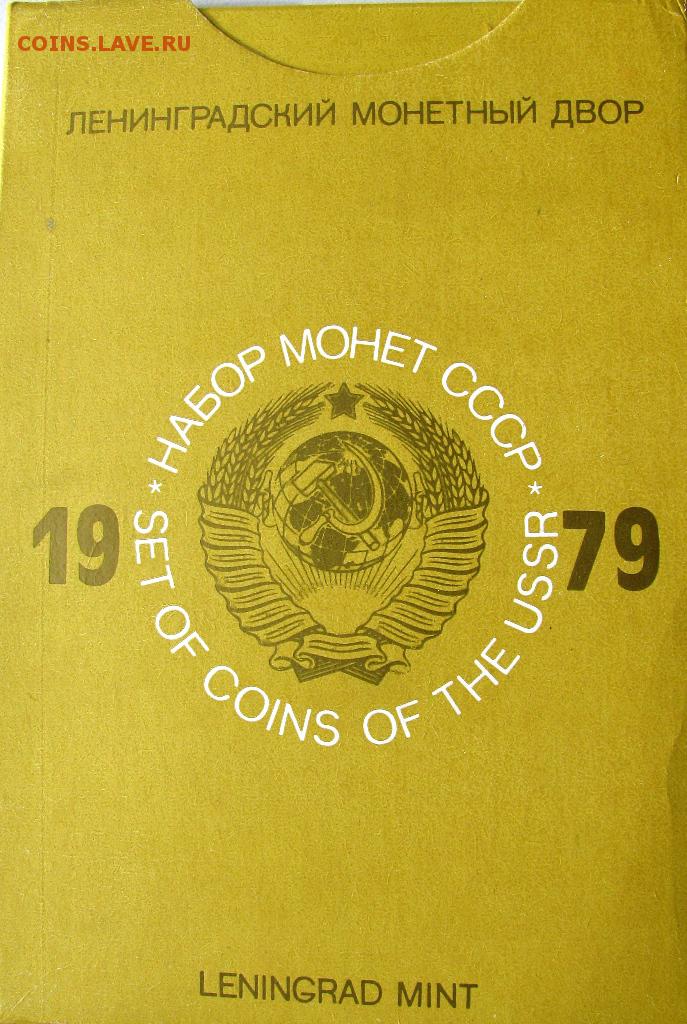 COINS.LAVE.RU
ЛЕНИНГРАДСКИЙ МОНЕТНЫЙ ДВОР
* НАБОР МОНЕТ СССР *
19 79
SET OF COINS OF THE USSR
LENINGRAD MINT